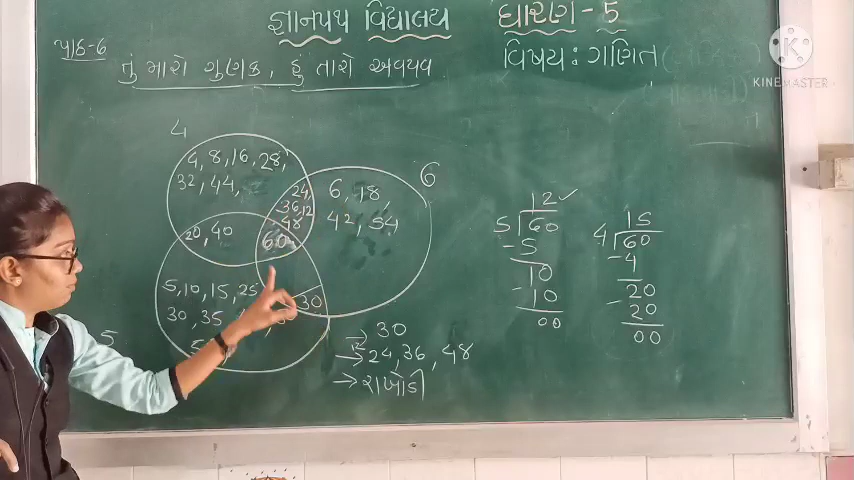 જ્ઞાનપથ વિદ્યાલય
ધોરણ - 5
પાઠ-6
તું મારો ગુણક, હું તારો અવયવ
વિષય : ગણિત
K
KINEMASTER
4
4, 8, 16, 28,
32, 44,
24,
36, 12
48
6
6, 18,
42, 54
20, 40
60
5, 10, 15, 25
30, 35
5
30
→ 30
→ 12 24, 36, 48
→ રાખોડી
12 ✓
5 60
- 5
10
- 10
00
15
4 60
- 4
20
- 20
00